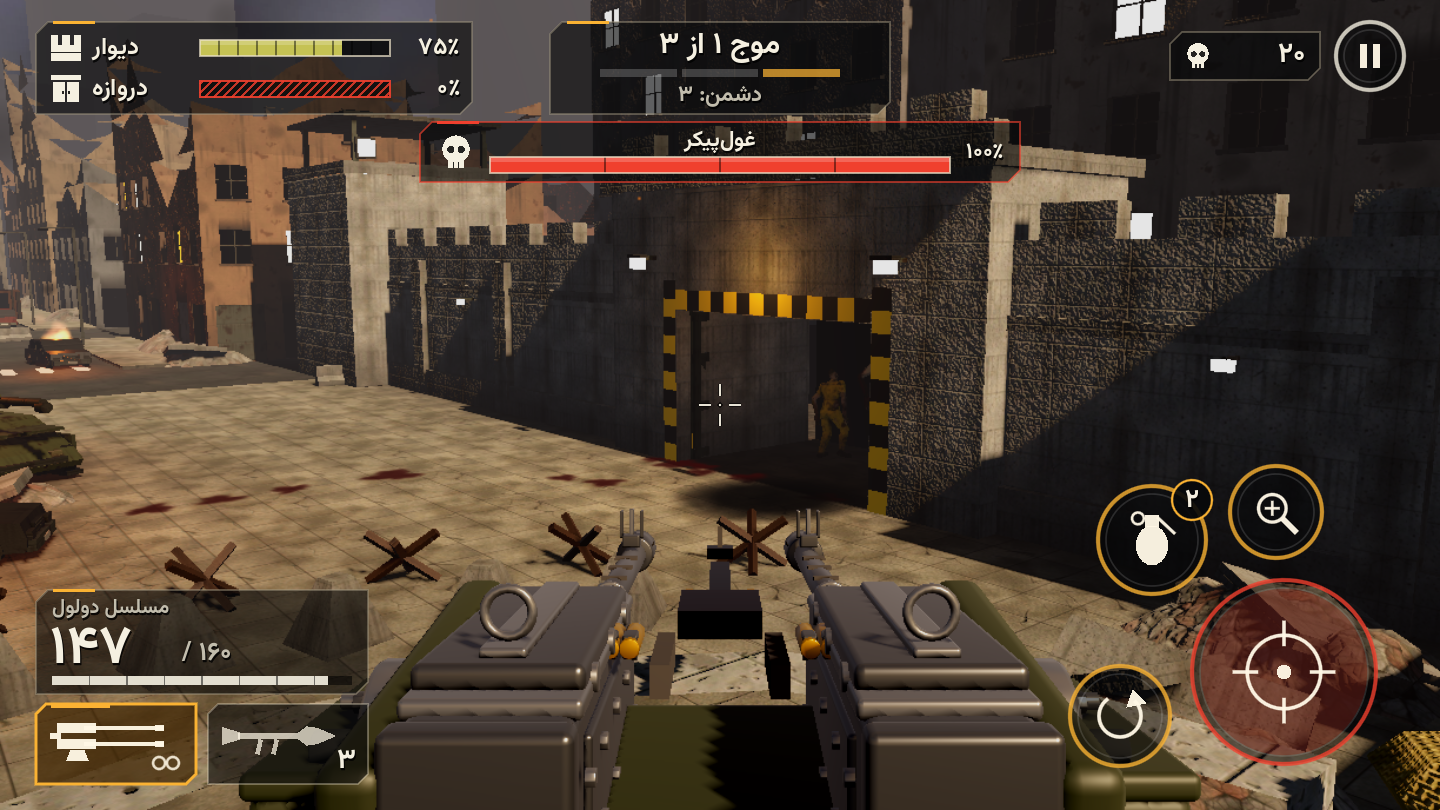 دیوار ۷۵٪
دروازه ۰٪
موج ۱ از ۳
دشمن: ۳
۲۰
غول‌پیکر ۱۰۰٪
۲
مسلسل دولول
۱۴۷ / ۱۶۰
∞
۳